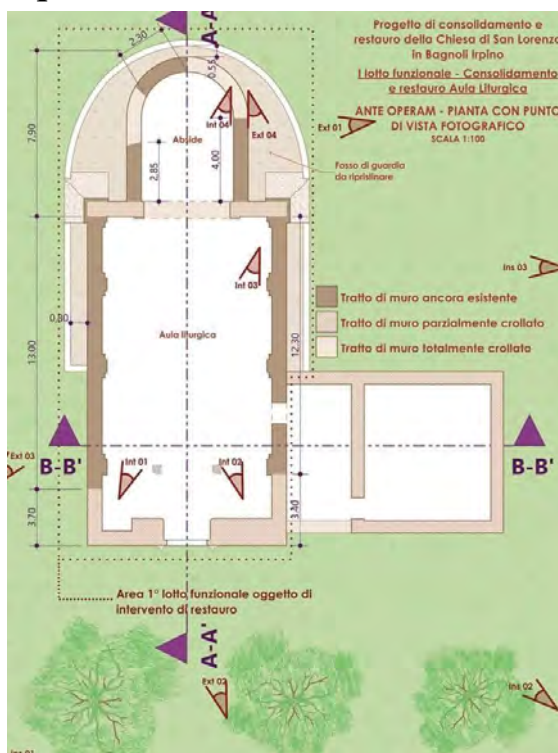 Progetto di consolidamento e
restauro della Chiesa di San Lorenzo
in Bagnoli Irpino
I lotto funzionale - Consolidamento
e restauro Aula Liturgica
ANTE OPERAM - PIANTA CON PUNTO
DI VISTA FOTOGRAFICO
SCALA 1:100
A-A'
2.30
0.55
7.90
Int 04
Ext 04
Ext 01
Abside
2.85
4.00
Fosso di guardia
da ripristinare
Int 03
Ins 03
Tratto di muro ancora esistente
Tratto di muro parzialmente crollato
Tratto di muro totalmente crollato
Aula liturgica
13.00
12.30
B-B'
B-B'
Ext 03
Int 01
Int 02
3.70
3.40
Area 1° lotto funzionale oggetto di
intervento di restauro
A-A'
Ext 02
Ins 02